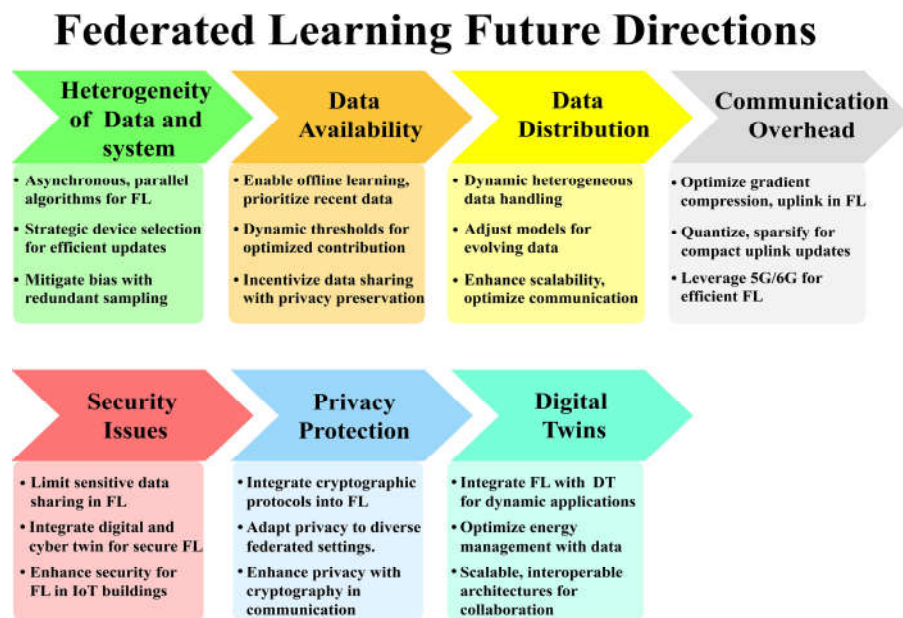 Federated Learning Future Directions
Heterogeneity
of Data and
system
• Asynchronous, parallel
algorithms for FL
• Strategic device selection
for efficient updates
• Mitigate bias with
redundant sampling
Data
Availability
• Enable offline learning,
prioritize recent data
• Dynamic thresholds for
optimized contribution
• Incentivize data sharing
with privacy preservation
Data
Distribution
• Dynamic heterogeneous
data handling
• Adjust models for
evolving data
• Enhance scalability,
optimize communication
Communication
Overhead
• Optimize gradient
compression, uplink in FL
• Quantize, sparsify for
compact uplink updates
• Leverage 5G/6G for
efficient FL
Security
Issues
• Limit sensitive data
sharing in FL
• Integrate digital and
cyber twin for secure FL
• Enhance security for
FL in IoT buildings
Privacy
Protection
• Integrate cryptographic
protocols into FL
• Adapt privacy to diverse
federated settings.
• Enhance privacy with
cryptography in
communication
Digital
Twins
• Integrate FL with DT
for dynamic applications
• Optimize energy
management with data
• Scalable, interoperable
architectures for
collaboration